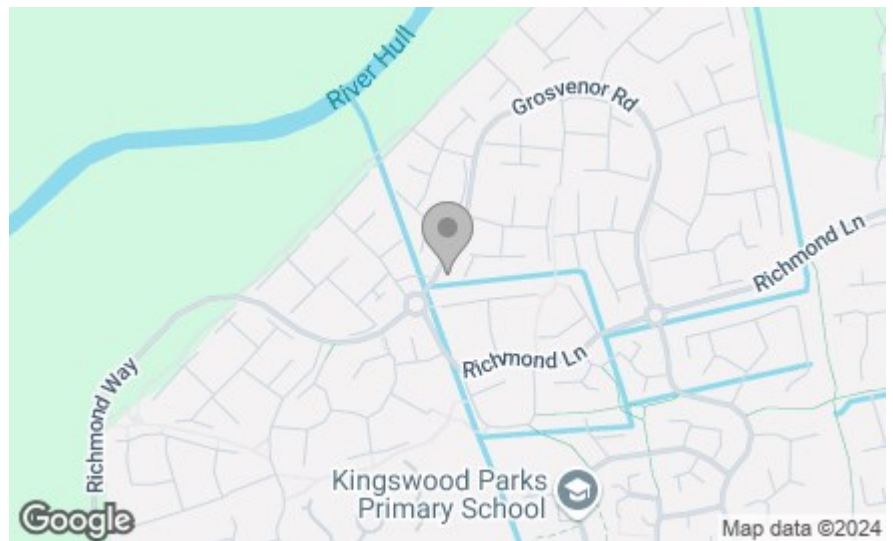 River Hull
Grosvenor Rd
Richmond Ln
Richmond Ln
Richmond Way
Kingswood Parks
Primary School
Google
Map data ©2024